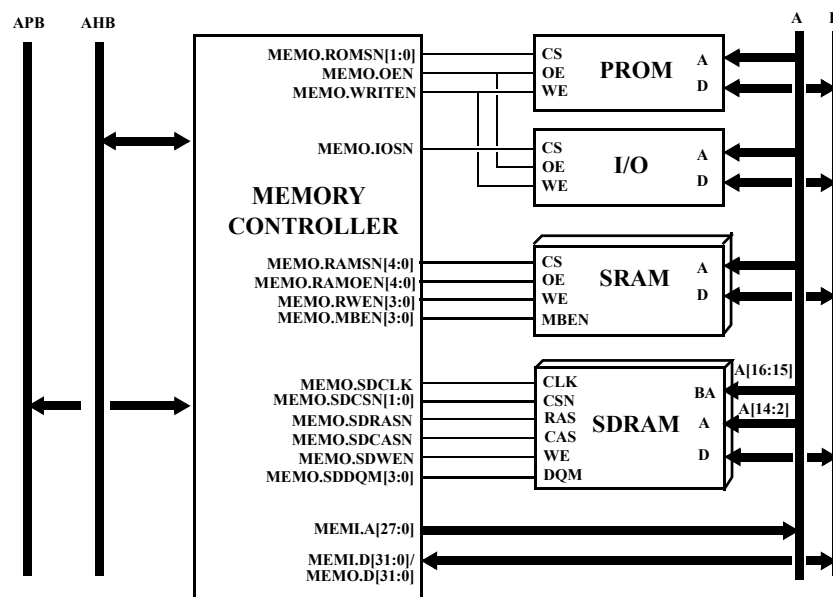 APB
AHB
A
MEMO.ROMSN[1:0]
MEMO.OEN
MEMO.WRITEN
CS
OE
WE
PROM
A
D
MEMO.IOSN
CS
OE
WE
I/O
A
D
MEMORY
CONTROLLER
MEMO.RAMSN[4:0]
MEMO.RAMOEN[4:0]
MEMO.RWEN[3:0]
MEMO.MBEN[3:0]
CS
OE
WE
MBEN
SRAM
A
D
MEMO.SDCLK
MEMO.SDCSN[1:0]
MEMO.SDRASN
MEMO.SDCASN
MEMO.SDWEN
MEMO.SDDQM[3:0]
CLK
CSN
RAS
CAS
WE
DQM
SDRAM
BA
A
D
A[16:15]
A[14:2]
MEMI.A[27:0]
MEMI.D[31:0]/
MEMO.D[31:0]